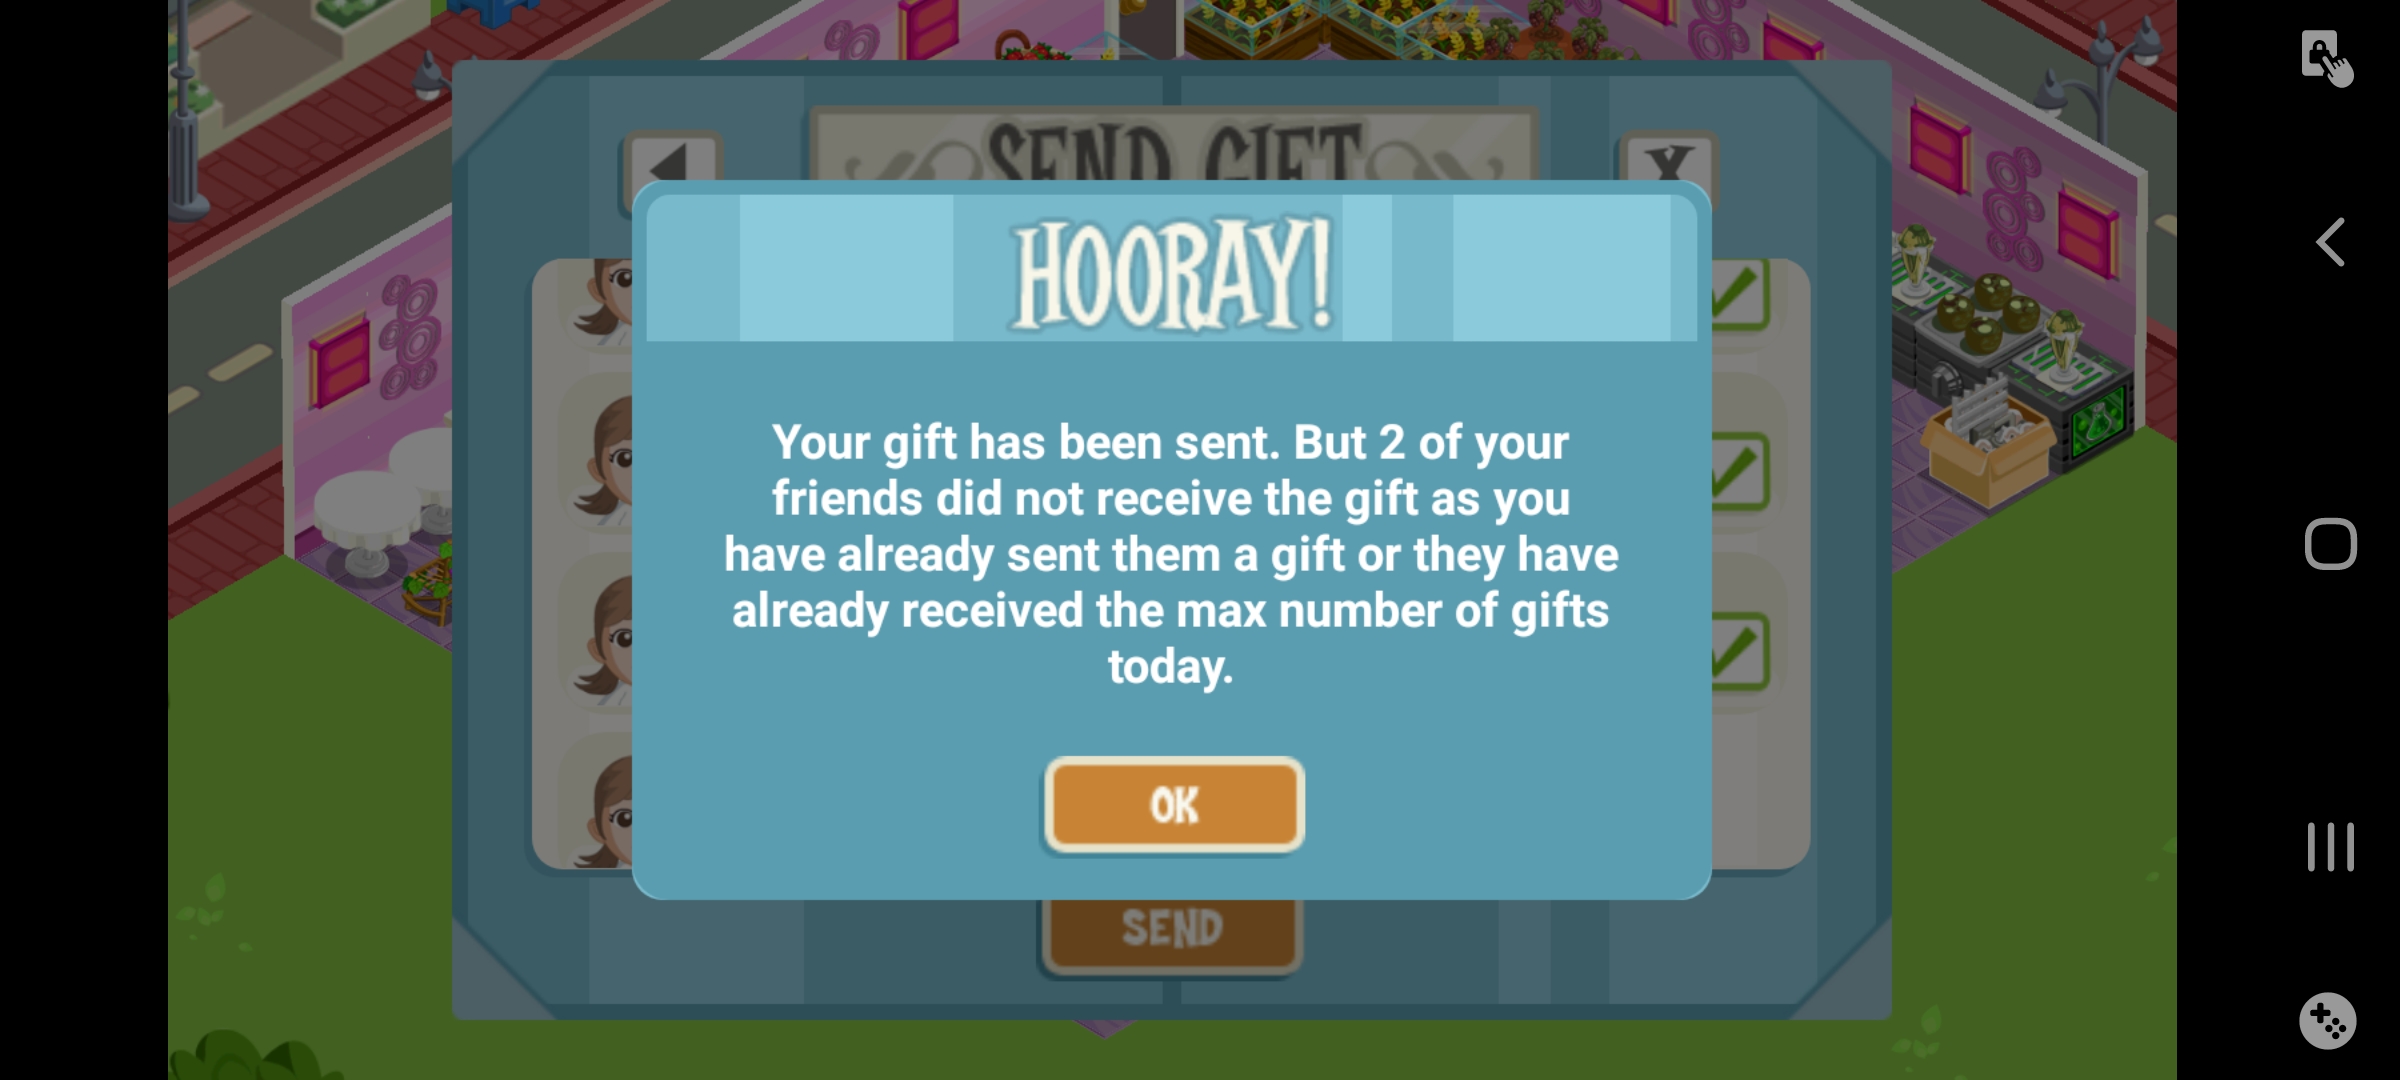 SEND GIFT
X
HOORAY!
Your gift has been sent. But 2 of your
friends did not receive the gift as you
have already sent them a gift or they have
already received the max number of gifts
today.
OK
SEND